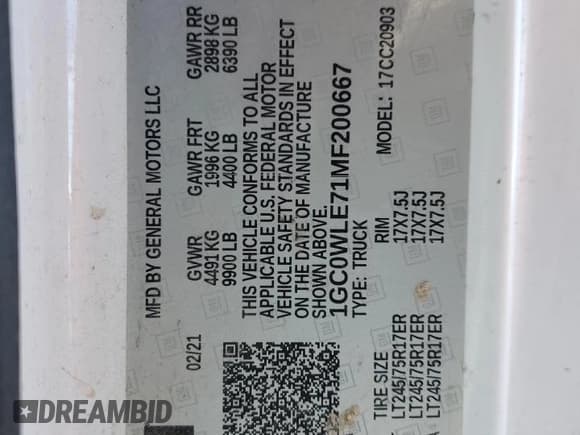 MFD BY GENERAL MOTORS LLC
02/21
GVWR GAWR FRT GAWR RR
4491 KG 1996 KG 2898 KG
9900 LB 4400 LB 6390 LB
THIS VEHICLE CONFORMS TO ALL
APPLICABLE U.S. FEDERAL MOTOR
VEHICLE SAFETY STANDARDS IN EFFECT
ON THE DATE OF MANUFACTURE
SHOWN ABOVE.
1GC0WLE71MF200667
TYPE: TRUCK MODEL: 17CC20903
TIRE SIZE RIM
LT245/75R17ER 17X7.5J
LT245/75R17ER 17X7.5J
LT245/75R17ER 17X7.5J
DREAMBID